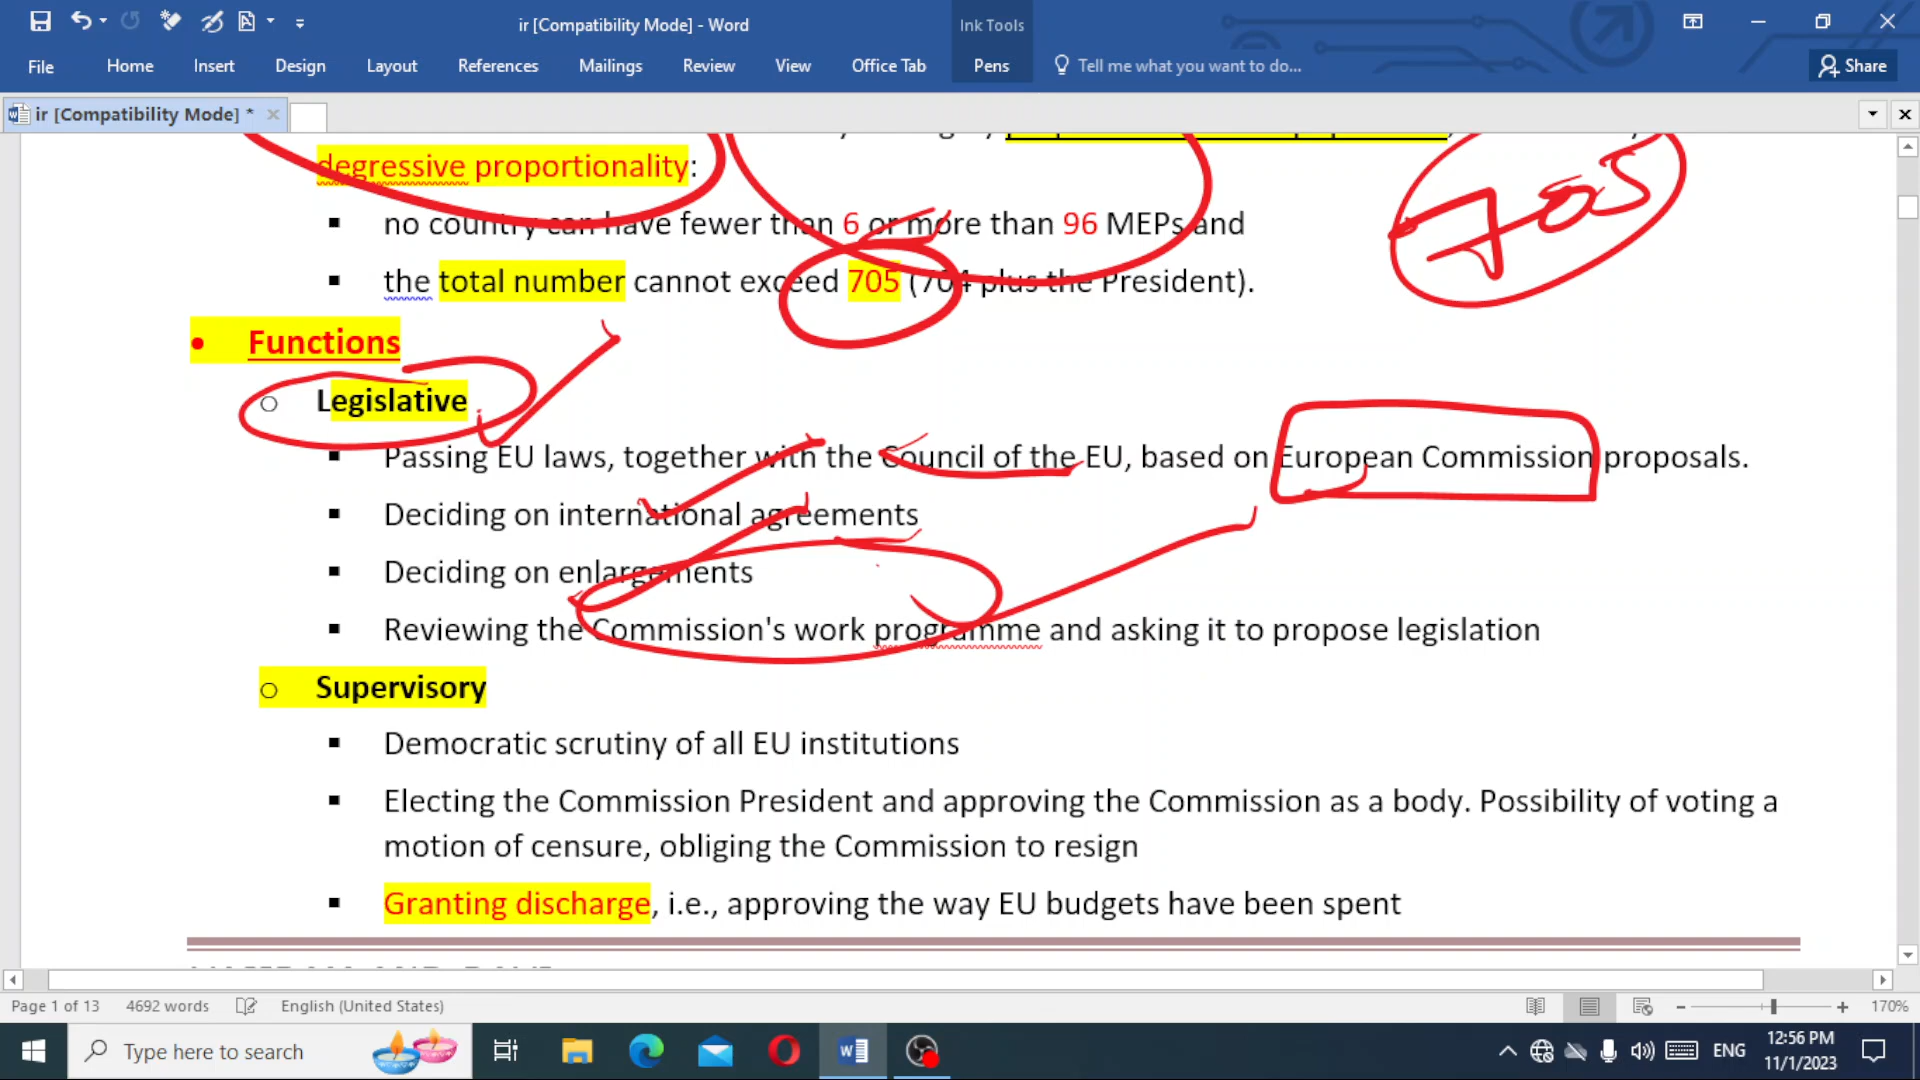 ir [Compatibility Mode] - Word
Ink Tools
File Home Insert Design Layout References Mailings Review View Office Tab Pens Tell me what you want to do... Share
ir [Compatibility Mode] *
degressive proportionality:
▪ no country can have fewer than 6 or more than 96 MEPs and
▪ the total number cannot exceed 705 (704 plus the President).
705
• Functions
○ Legislative
▪ Passing EU laws, together with the Council of the EU, based on European Commission proposals.
▪ Deciding on international agreements
▪ Deciding on enlargements
▪ Reviewing the Commission's work programme and asking it to propose legislation
○ Supervisory
▪ Democratic scrutiny of all EU institutions
▪ Electing the Commission President and approving the Commission as a body. Possibility of voting a
motion of censure, obliging the Commission to resign
▪ Granting discharge, i.e., approving the way EU budgets have been spent
Page 1 of 13 4692 words English (United States) 170%
Type here to search
ENG
12:56 PM
11/1/2023